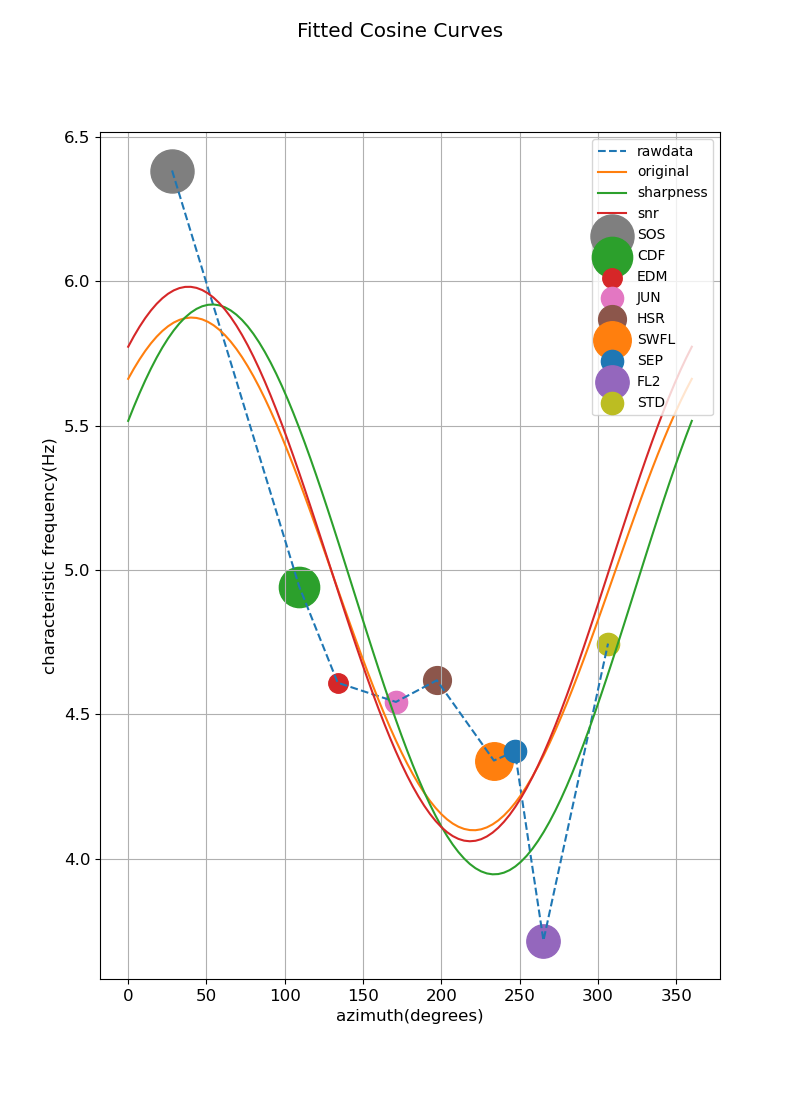 Fitted Cosine Curves
6.5
6.0
5.5
5.0
4.5
4.0
characteristic frequency(Hz)
rawdata
original
sharpness
snr
SOS
CDF
EDM
JUN
HSR
SWFL
SEP
FL2
STD
0 50 100 150 200 250 300 350
azimuth(degrees)